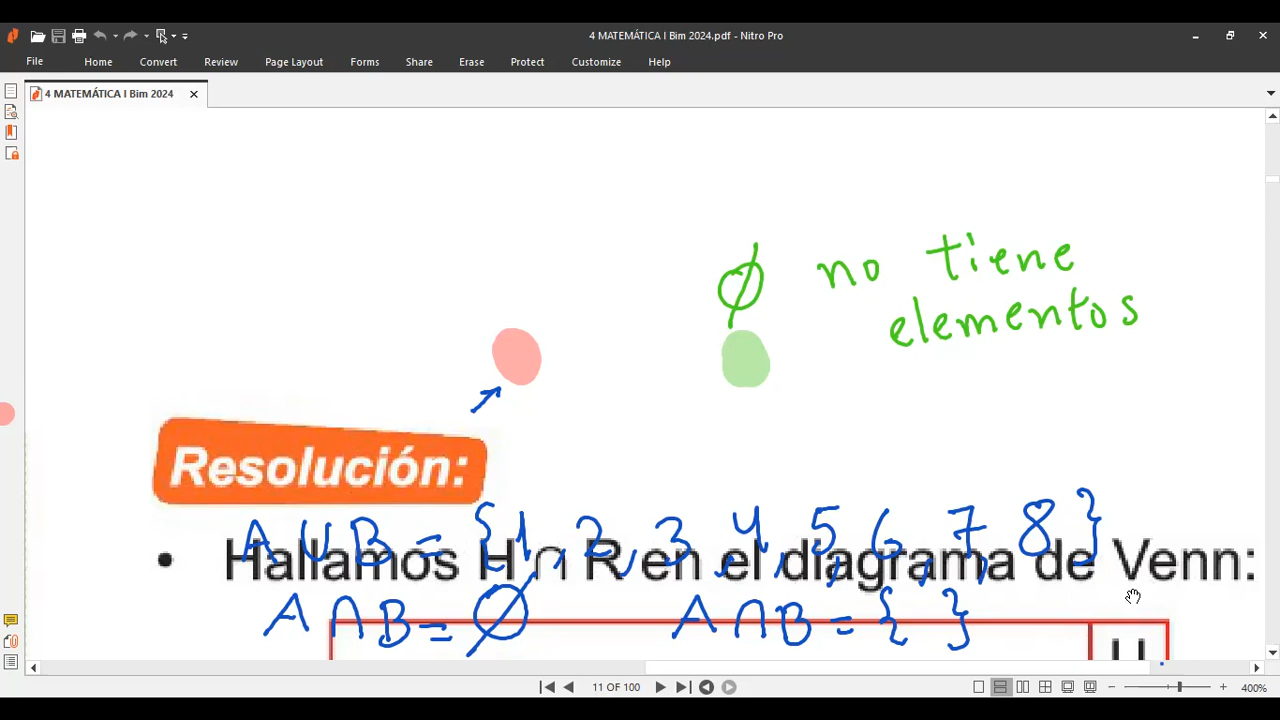 4 MATEMÁTICA I Bim 2024.pdf - Nitro Pro
File Home Convert Review Page Layout Forms Share Erase Protect Customize Help
4 MATEMÁTICA I Bim 2024
∅ no tiene
elementos
Resolución:
A ∪ B = {1, 2, 3, 4, 5, 6, 7, 8}
• Hallamos H ∩ R en el diagrama de Venn:
A ∩ B = ∅ A ∩ B = { }
U
11 OF 100
400%